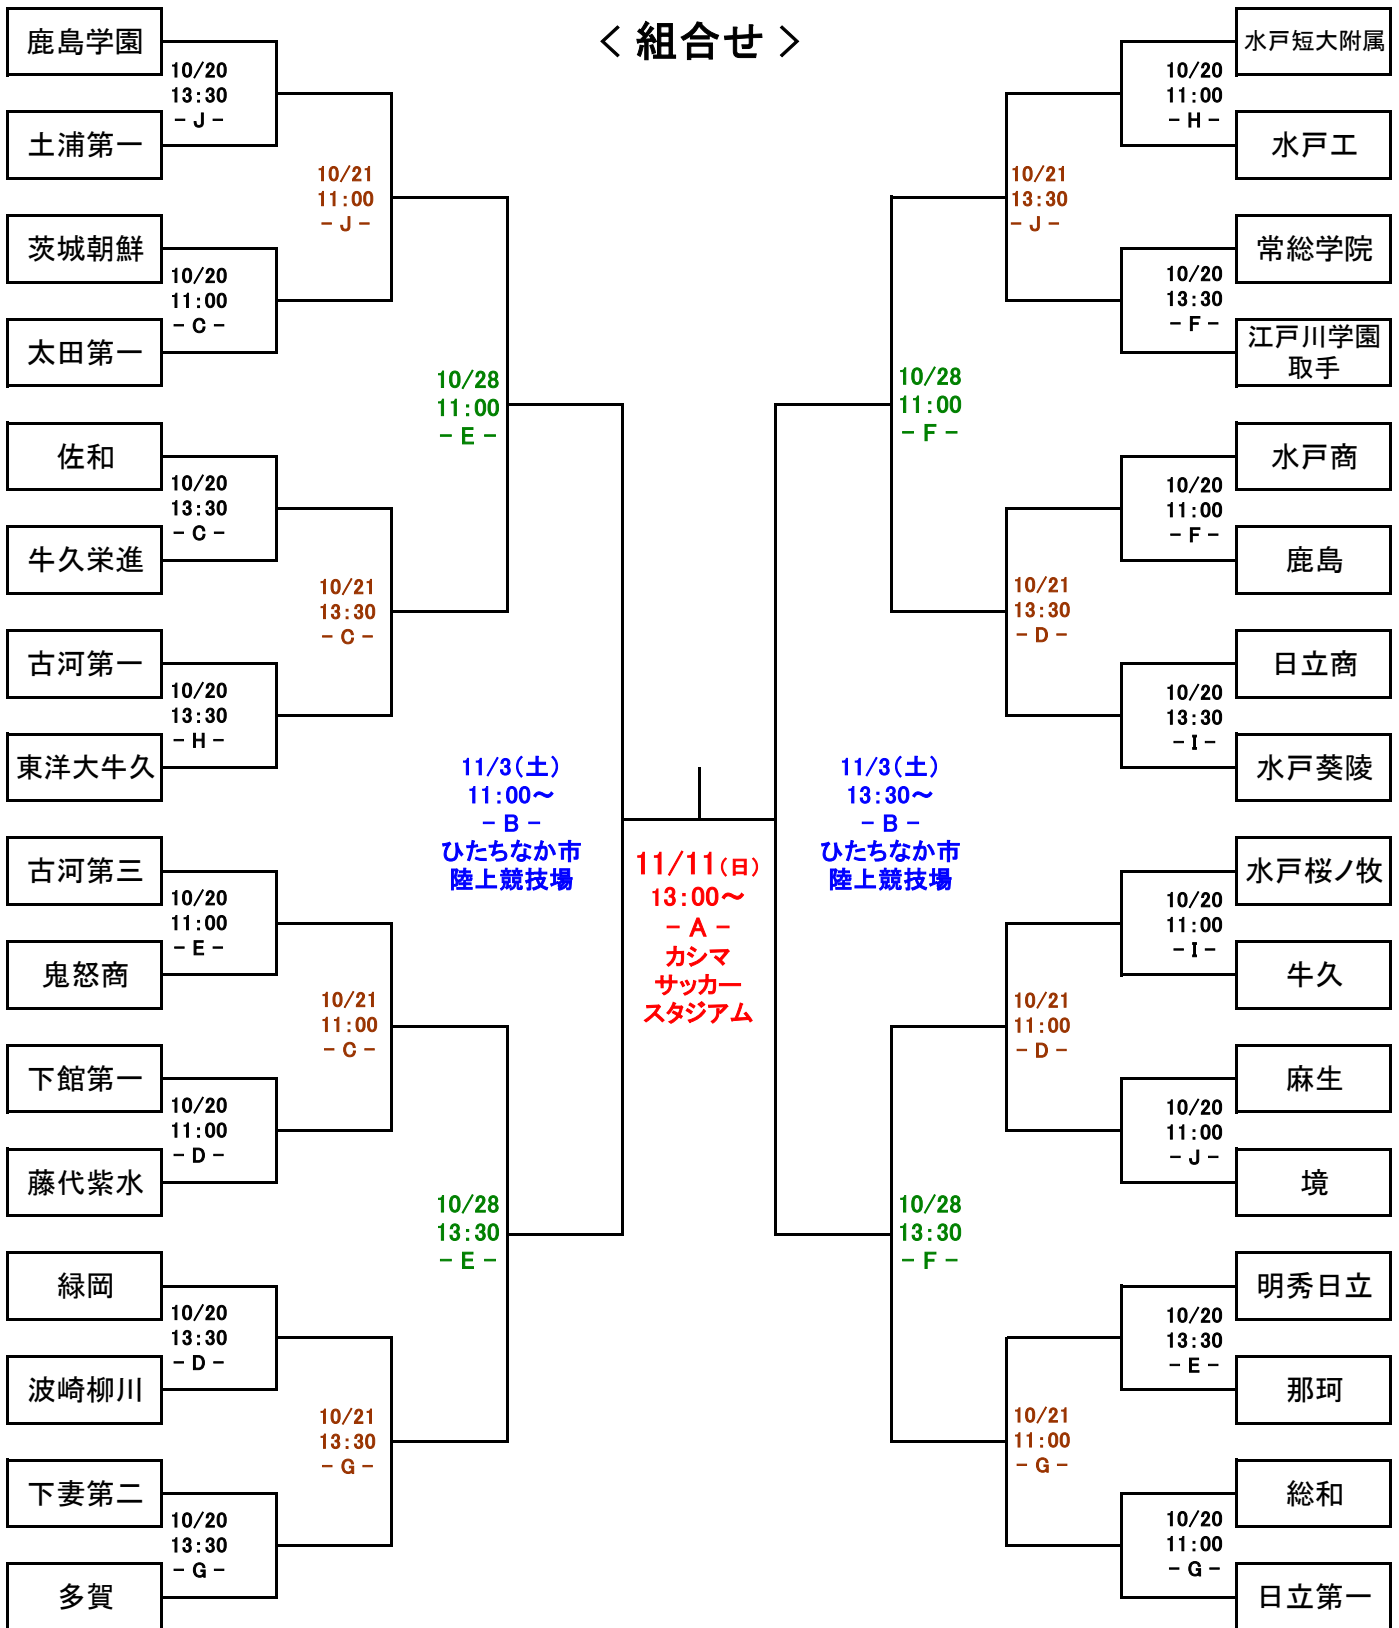 < 組合せ >
鹿島学園
10/20
13:30
- J -
土浦第一
10/21
11:00
- J -
茨城朝鮮
10/20
11:00
- C -
太田第一
10/28
11:00
- E -
佐和
10/20
13:30
- C -
牛久栄進
10/21
13:30
- C -
古河第一
10/20
13:30
- H -
東洋大牛久
11/3(土)
11:00～
- B -
ひたちなか市
陸上競技場
古河第三
10/20
11:00
- E -
鬼怒商
10/21
11:00
- C -
下館第一
10/20
11:00
- D -
藤代紫水
10/28
13:30
- E -
緑岡
10/20
13:30
- D -
波崎柳川
10/21
13:30
- G -
下妻第二
10/20
13:30
- G -
多賀
11/11(日)
13:00～
- A -
カシマ
サッカー
スタジアム
水戸短大附属
10/20
11:00
- H -
水戸工
10/21
13:30
- J -
常総学院
10/20
13:30
- F -
江戸川学園
取手
10/28
11:00
- F -
水戸商
10/20
11:00
- F -
鹿島
10/21
13:30
- D -
日立商
10/20
13:30
- I -
水戸葵陵
11/3(土)
13:30～
- B -
ひたちなか市
陸上競技場
水戸桜ノ牧
10/20
11:00
- I -
牛久
10/21
11:00
- D -
麻生
10/20
11:00
- J -
境
10/28
13:30
- F -
明秀日立
10/20
13:30
- E -
那珂
10/21
11:00
- G -
総和
10/20
11:00
- G -
日立第一